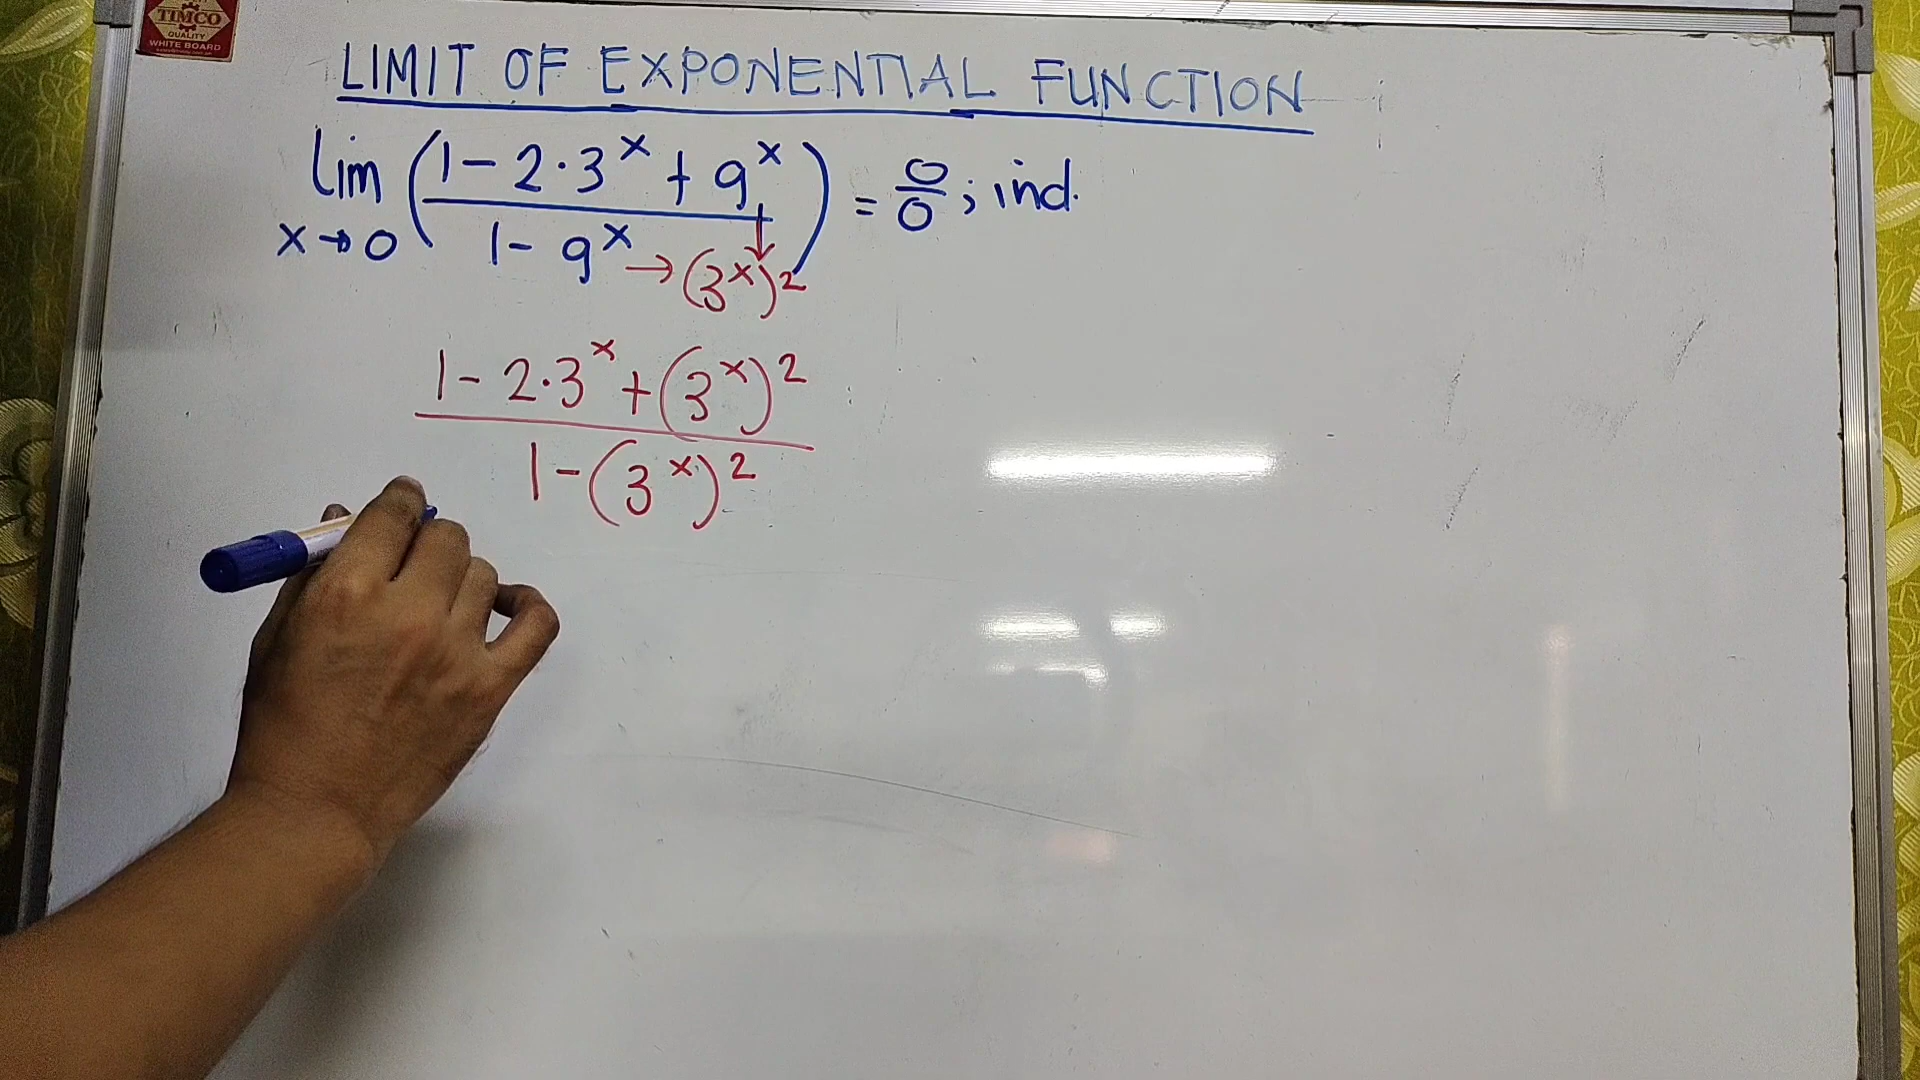 TIMCO
QUALITY
WHITE BOARD
LIMIT OF EXPONENTIAL FUNCTION
lim x→0 (1 - 2·3^x + 9^x / 1 - 9^x) = 0/0 ; ind.
→ (3^x)^2
1 - 2·3^x + (3^x)^2
1 - (3^x)^2